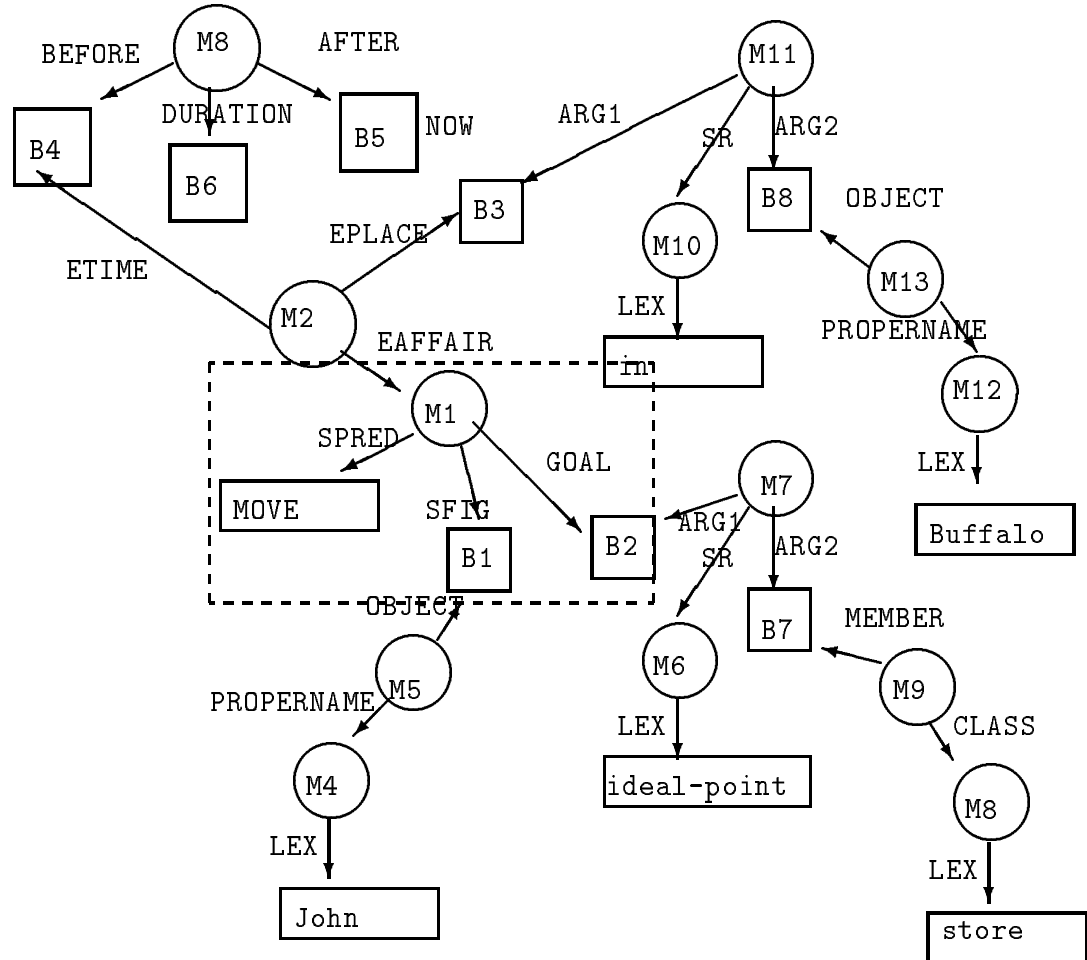 M8
AFTER
BEFORE
M11
DURATION
ARG1
NOW
ARG2
B4
B5
SR
B6
B3
B8
OBJECT
EPLACE
M10
ETIME
M13
LEX
M2
PROPERNAME
EAFFAIR
in
M12
M1
SPRED
GOAL
LEX
M7
MOVE
SFIG
ARG1
Buffalo
B1
B2
SR
ARG2
OBJECT
MEMBER
B7
M6
M5
M9
PROPERNAME
LEX
CLASS
M4
ideal-point
M8
LEX
LEX
John
store